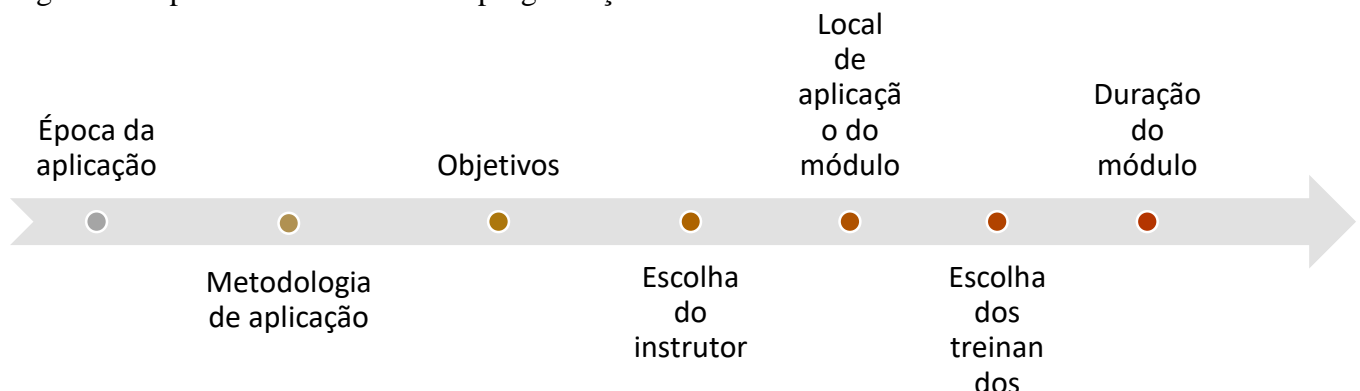 Época da
aplicação
Metodologia
de aplicação
Objetivos
Escolha
do
instrutor
Local
de
aplicaçã
o do
módulo
Escolha
dos
treinan
dos
Duração
do
módulo